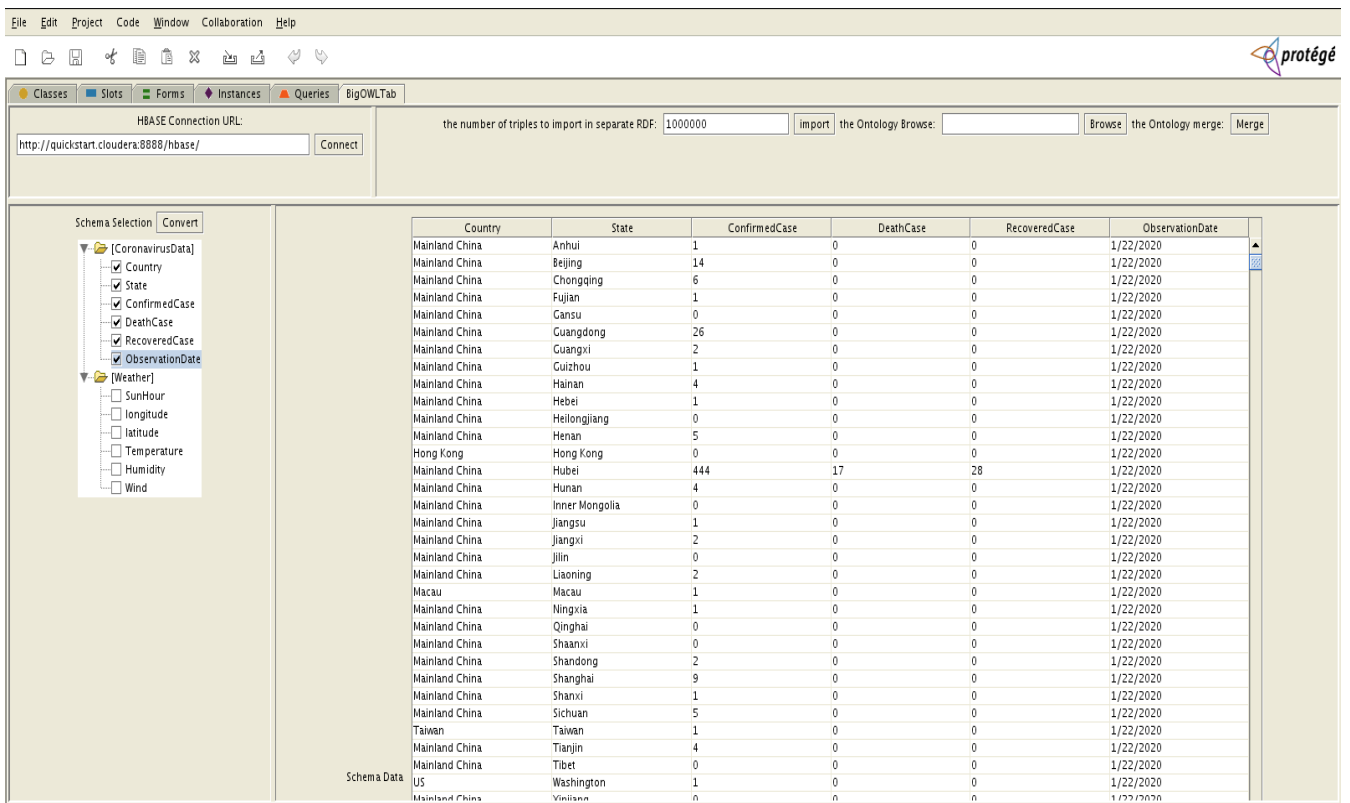 File Edit Project Code Window Collaboration Help
protégé
Classes Slots Forms Instances Queries BigOWLTab
HBASE Connection URL:
the number of triples to import in separate RDF: 1000000 import the Ontology Browse: Browse the Ontology merge: Merge
http://quickstart.cloudera:8888/hbase/ Connect
Schema Selection Convert
[CoronavirusData]
Country
State
ConfirmedCase
DeathCase
RecoveredCase
ObservationDate
[Weather]
SunHour
longitude
latitude
Temperature
Humidity
Wind
Schema Data
Country State ConfirmedCase DeathCase RecoveredCase ObservationDate
Mainland China Anhui 1 0 0 1/22/2020
Mainland China Beijing 14 0 0 1/22/2020
Mainland China Chongqing 6 0 0 1/22/2020
Mainland China Fujian 1 0 0 1/22/2020
Mainland China Gansu 0 0 0 1/22/2020
Mainland China Guangdong 26 0 0 1/22/2020
Mainland China Guangxi 2 0 0 1/22/2020
Mainland China Guizhou 1 0 0 1/22/2020
Mainland China Hainan 4 0 0 1/22/2020
Mainland China Hebei 1 0 0 1/22/2020
Mainland China Heilongjiang 0 0 0 1/22/2020
Mainland China Henan 5 0 0 1/22/2020
Hong Kong Hong Kong 0 0 0 1/22/2020
Mainland China Hubei 444 17 28 1/22/2020
Mainland China Hunan 4 0 0 1/22/2020
Mainland China Inner Mongolia 0 0 0 1/22/2020
Mainland China Jiangsu 1 0 0 1/22/2020
Mainland China Jiangxi 2 0 0 1/22/2020
Mainland China Jilin 0 0 0 1/22/2020
Mainland China Liaoning 2 0 0 1/22/2020
Macau Macau 1 0 0 1/22/2020
Mainland China Ningxia 1 0 0 1/22/2020
Mainland China Qinghai 0 0 0 1/22/2020
Mainland China Shaanxi 0 0 0 1/22/2020
Mainland China Shandong 2 0 0 1/22/2020
Mainland China Shanghai 9 0 0 1/22/2020
Mainland China Shanxi 1 0 0 1/22/2020
Mainland China Sichuan 5 0 0 1/22/2020
Taiwan Taiwan 1 0 0 1/22/2020
Mainland China Tianjin 4 0 0 1/22/2020
Mainland China Tibet 0 0 0 1/22/2020
US Washington 1 0 0 1/22/2020
Mainland China Xinjiang 0 0 0 1/22/2020